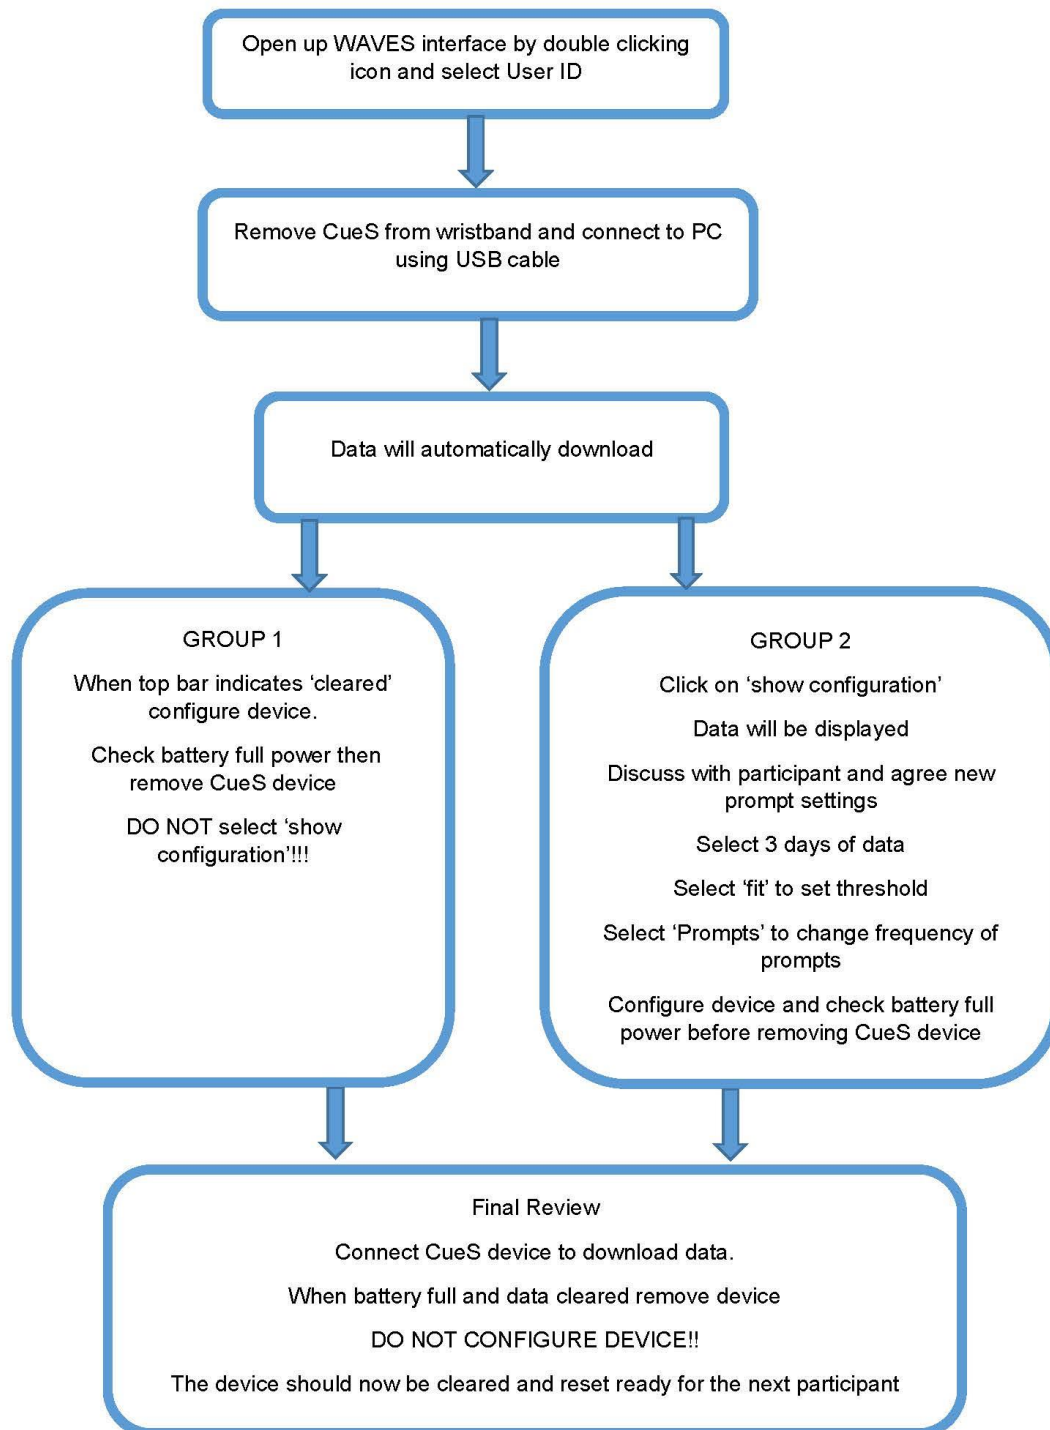 Open up WAVES interface by double clicking
icon and select User ID
Remove CueS from wristband and connect to PC
using USB cable
Data will automatically download
GROUP 1
When top bar indicates ‘cleared’
configure device.
Check battery full power then
remove CueS device
DO NOT select ‘show
configuration’!!!
GROUP 2
Click on ‘show configuration’
Data will be displayed
Discuss with participant and agree new
prompt settings
Select 3 days of data
Select ‘fit’ to set threshold
Select ‘Prompts’ to change frequency of
prompts
Configure device and check battery full
power before removing CueS device
Final Review
Connect CueS device to download data.
When battery full and data cleared remove device
DO NOT CONFIGURE DEVICE!!
The device should now be cleared and reset ready for the next participant